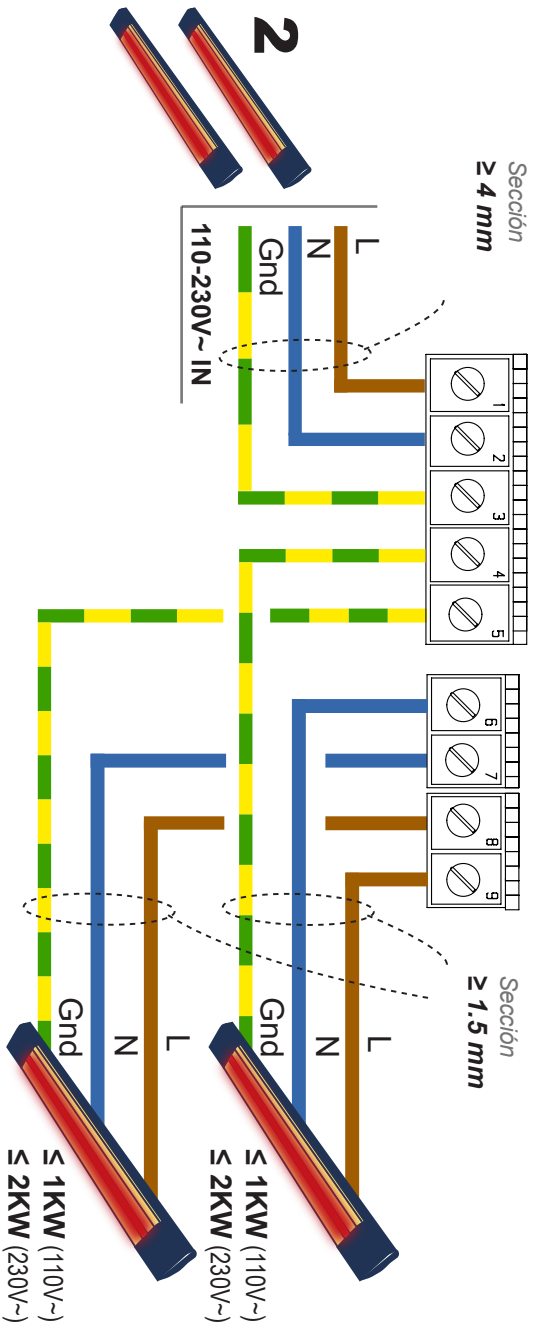 2
Sección
≥ 4 mm
110-230V~ IN
L
N
Gnd
1
2
3
4
5
6
7
8
9
Sección
≥ 1.5 mm
L
N
Gnd
≤ 1KW (110V~)
≤ 2KW (230V~)
L
N
Gnd
≤ 1KW (110V~)
≤ 2KW (230V~)